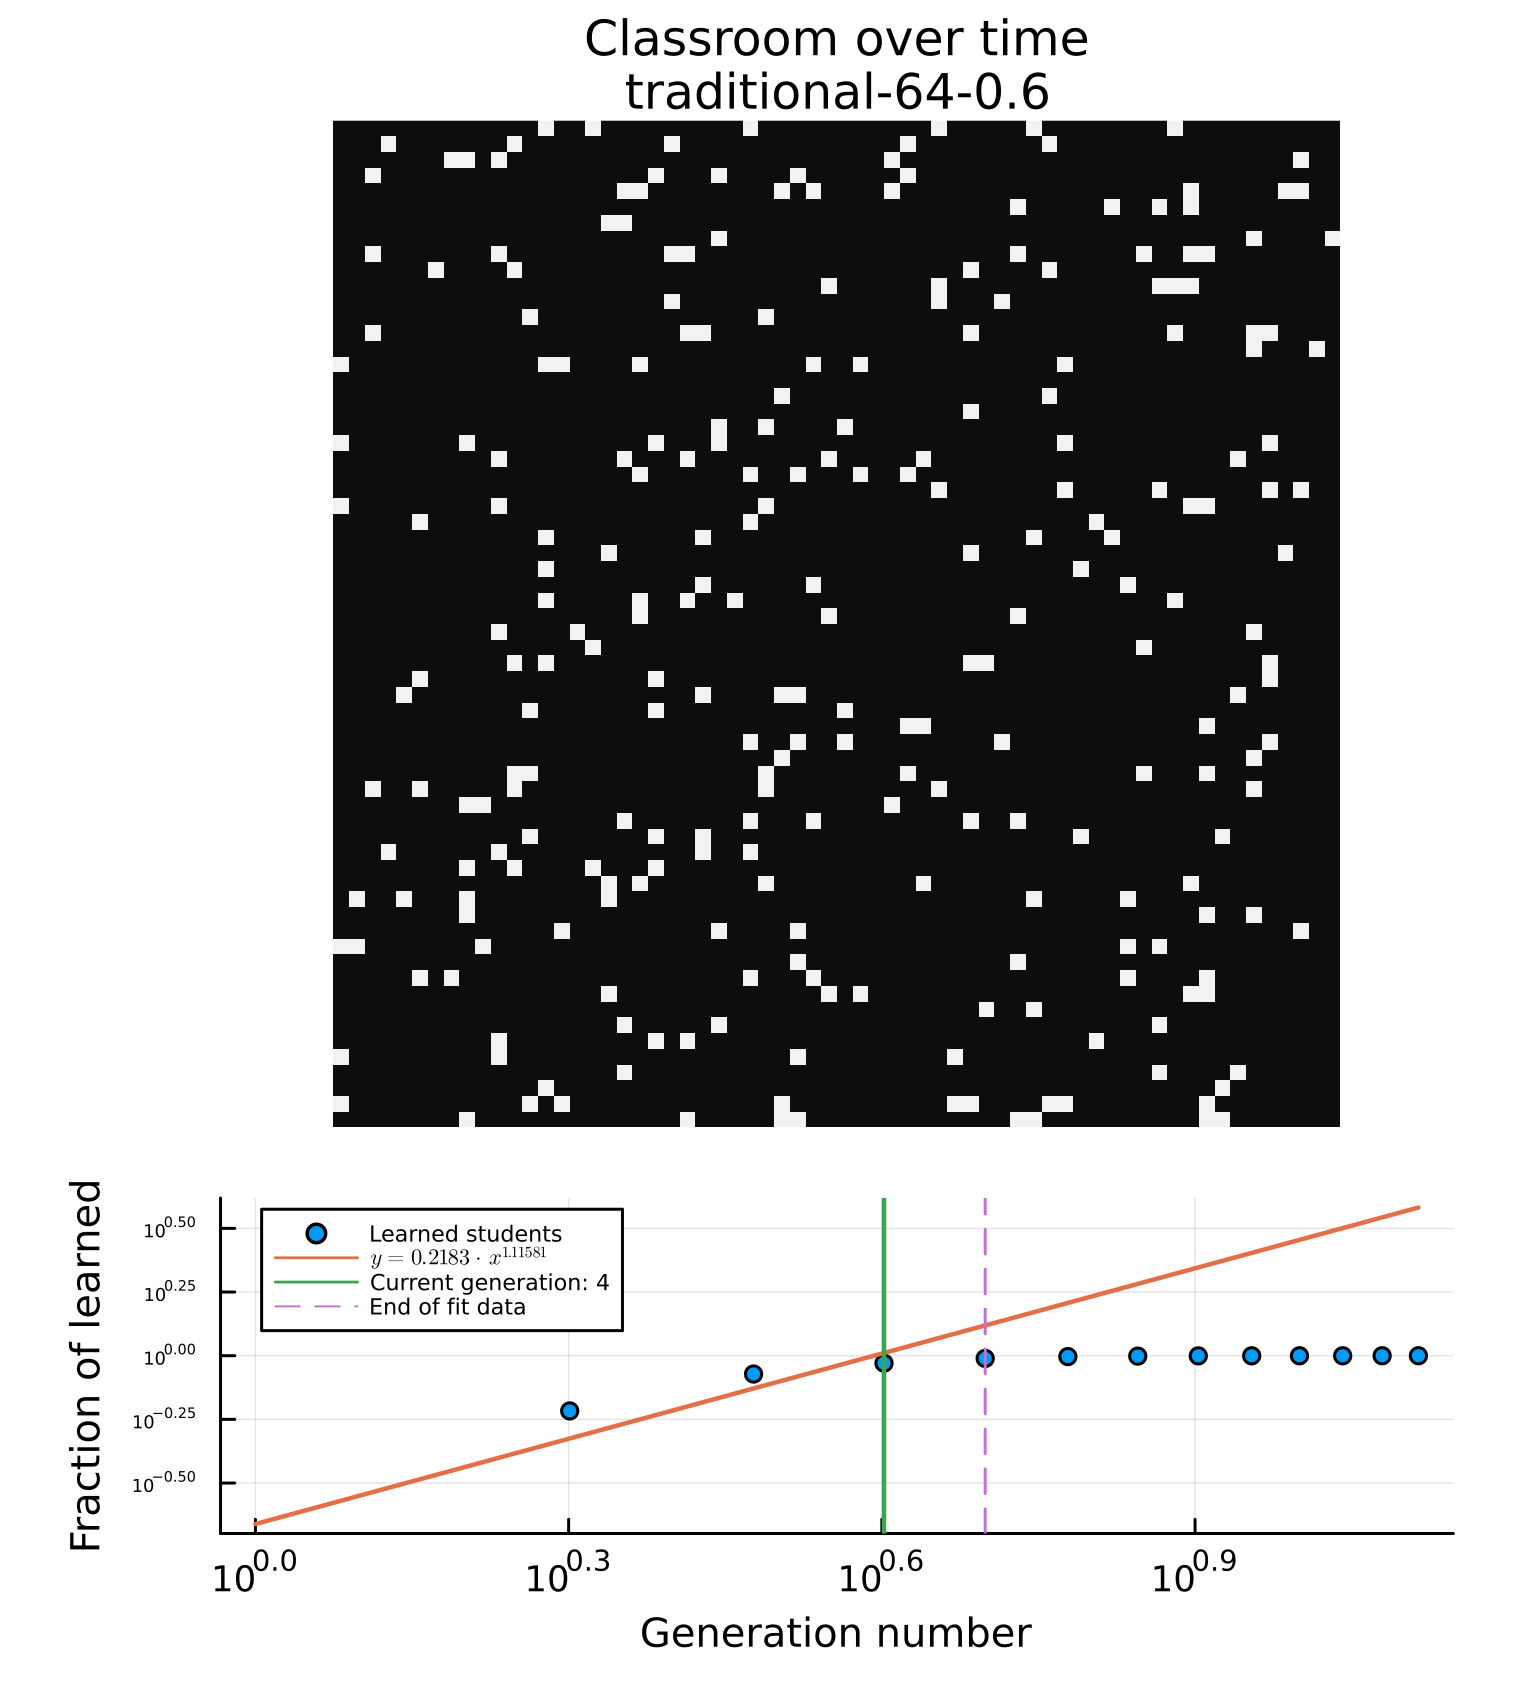 Classroom over time
traditional-64-0.6
Fraction of learned
10^0.50
10^0.25
10^0.00
10^−0.25
10^−0.50
Learned students
y = 0.2183 · x^1.11581
Current generation: 4
End of fit data
10^0.0 10^0.3 10^0.6 10^0.9
Generation number